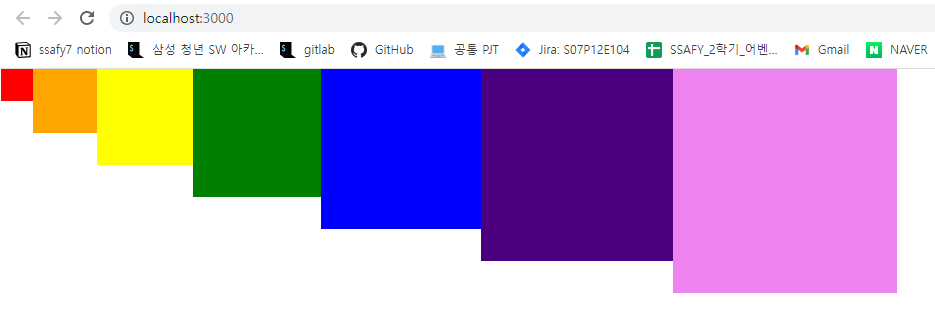 localhost:3000
ssafy7 notion 삼성 청년 SW 아카... gitlab GitHub 공통 PJT Jira: S07P12E104 SSAFY_2학기_어벤... Gmail NAVER